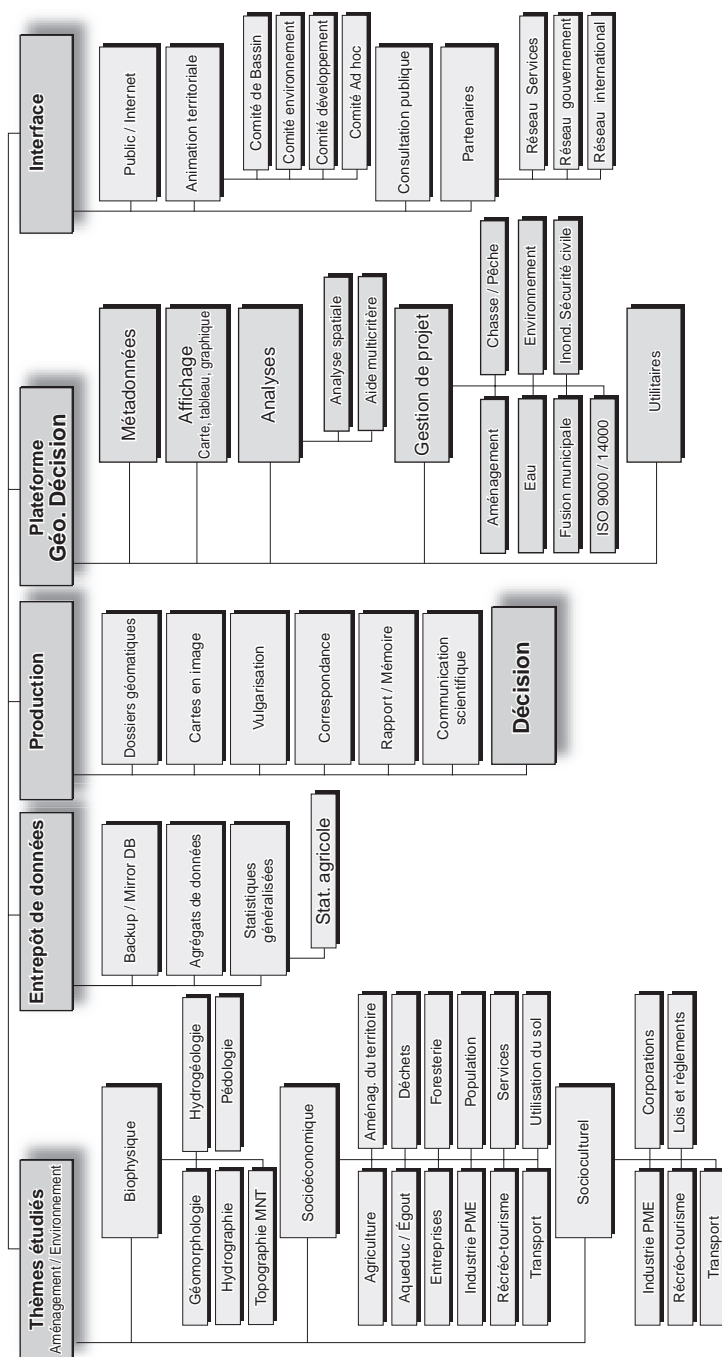 Thèmes étudiés
Aménagement / Environnement
Biophysique
Géomorphologie
Hydrogéologie
Hydrographie
Pédologie
Topographie MNT
Socioéconomique
Agriculture
Aménag. du territoire
Aqueduc / Égout
Déchets
Entreprises
Foresterie
Industrie PME
Population
Récréo-tourisme
Services
Transport
Utilisation du sol
Socioculturel
Industrie PME
Corporations
Récréo-tourisme
Lois et règlements
Transport
Entrepôt de données
Backup / Mirror DB
Agrégats de données
Statistiques
généralisées
Stat. agricole
Production
Dossiers géomatiques
Cartes en image
Vulgarisation
Correspondance
Rapport / Mémoire
Communication
scientifique
Décision
Plateforme
Géo. Décision
Métadonnées
Affichage
Carte, tableau, graphique
Analyses
Analyse spatiale
Aide multicritère
Gestion de projet
Aménagement
Chasse / Pêche
Eau
Environnement
Fusion municipale
Inond. Sécurité civile
ISO 9000 / 14000
Utilitaires
Interface
Public / Internet
Animation territoriale
Comité de Bassin
Comité environnement
Comité développement
Comité Ad hoc
Consultation publique
Partenaires
Réseau Services
Réseau gouvernement
Réseau international